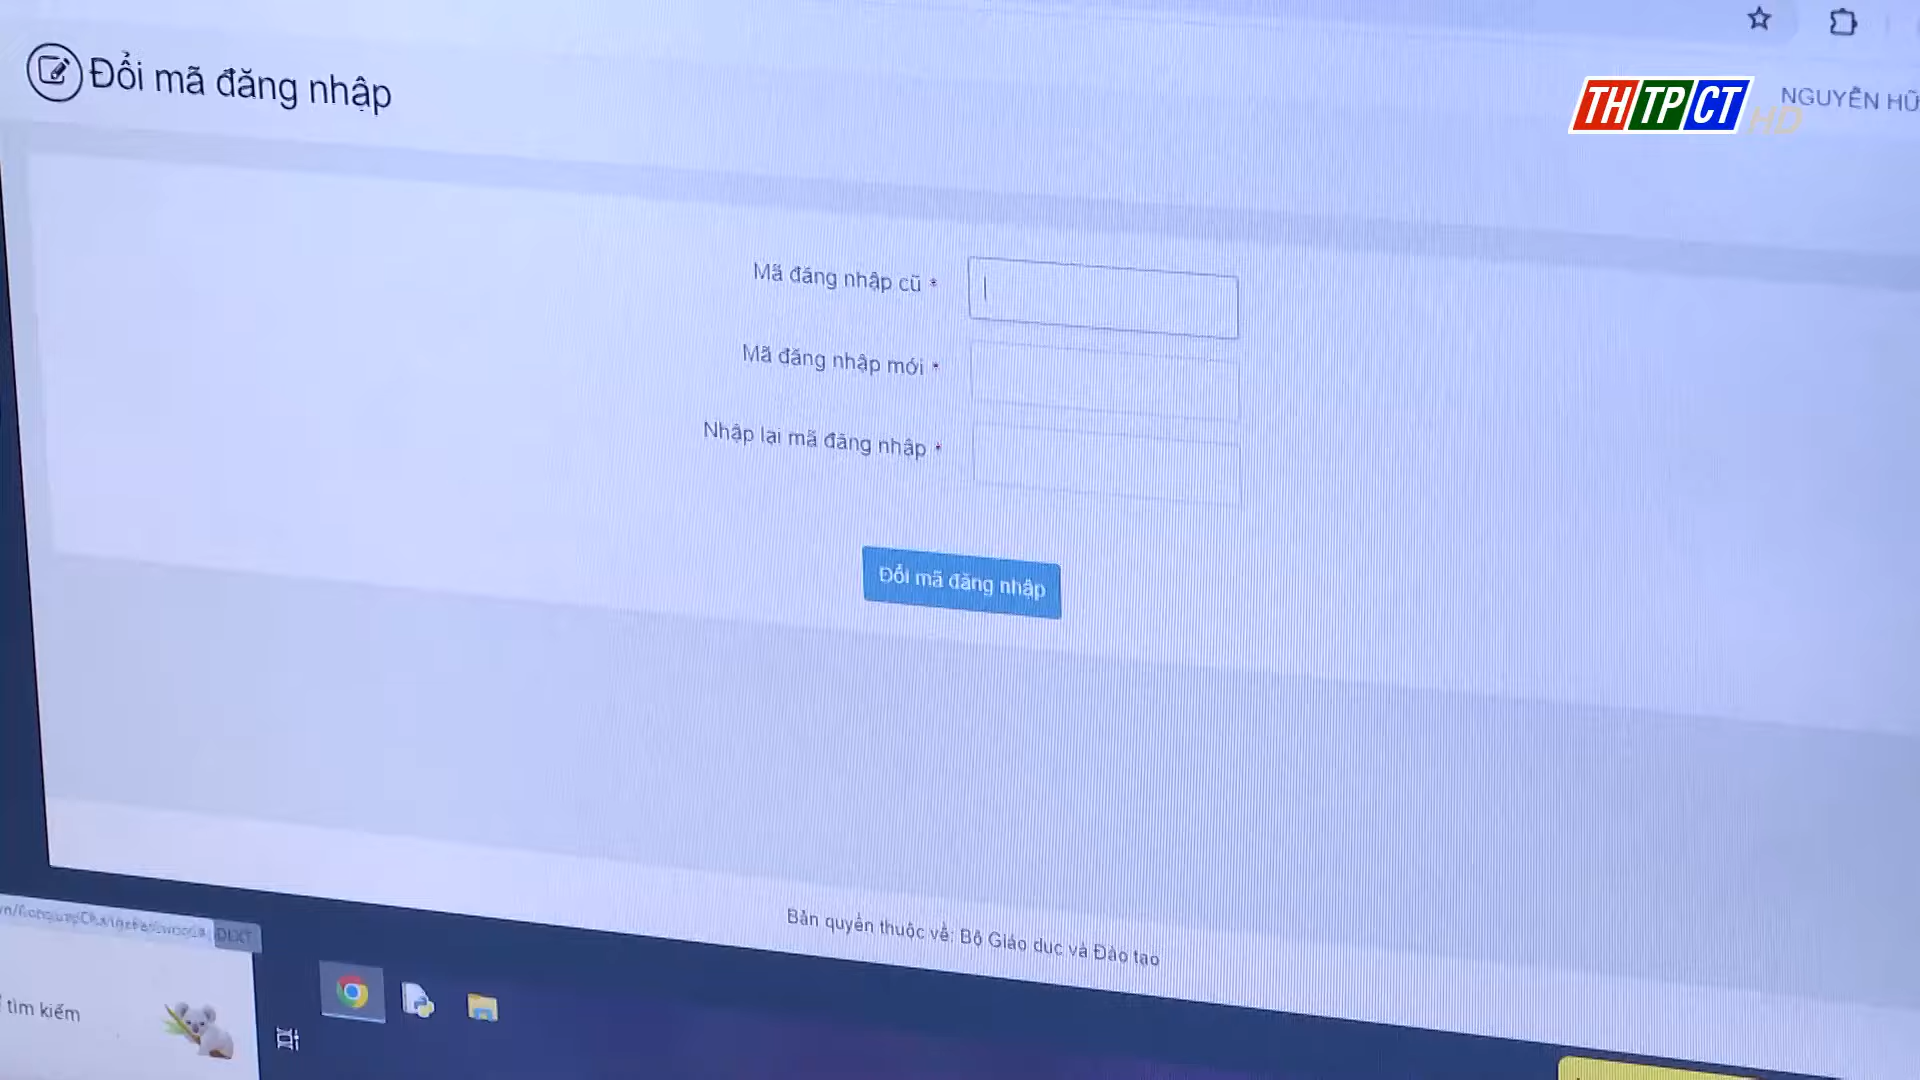 Đổi mã đăng nhập
THTPCT HD
NGUYỄN HỮ
Mã đăng nhập cũ *
Mã đăng nhập mới *
Nhập lại mã đăng nhập *
Đổi mã đăng nhập
Bản quyền thuộc về: Bộ Giáo dục và Đào tạo
tìm kiếm